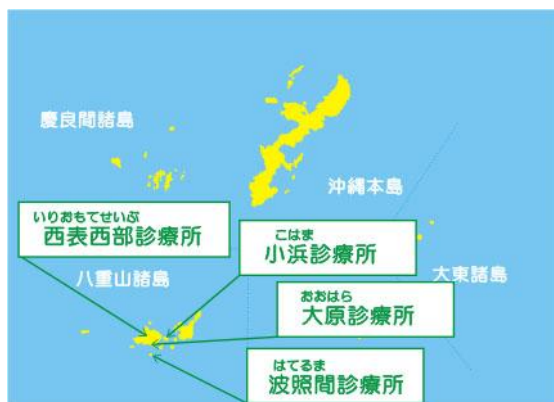 慶良間諸島
沖縄本島
いりおもてせいぶ
西表西部診療所
こはま
小浜診療所
八重山諸島
大東諸島
おおはら
大原診療所
はてるま
波照間診療所